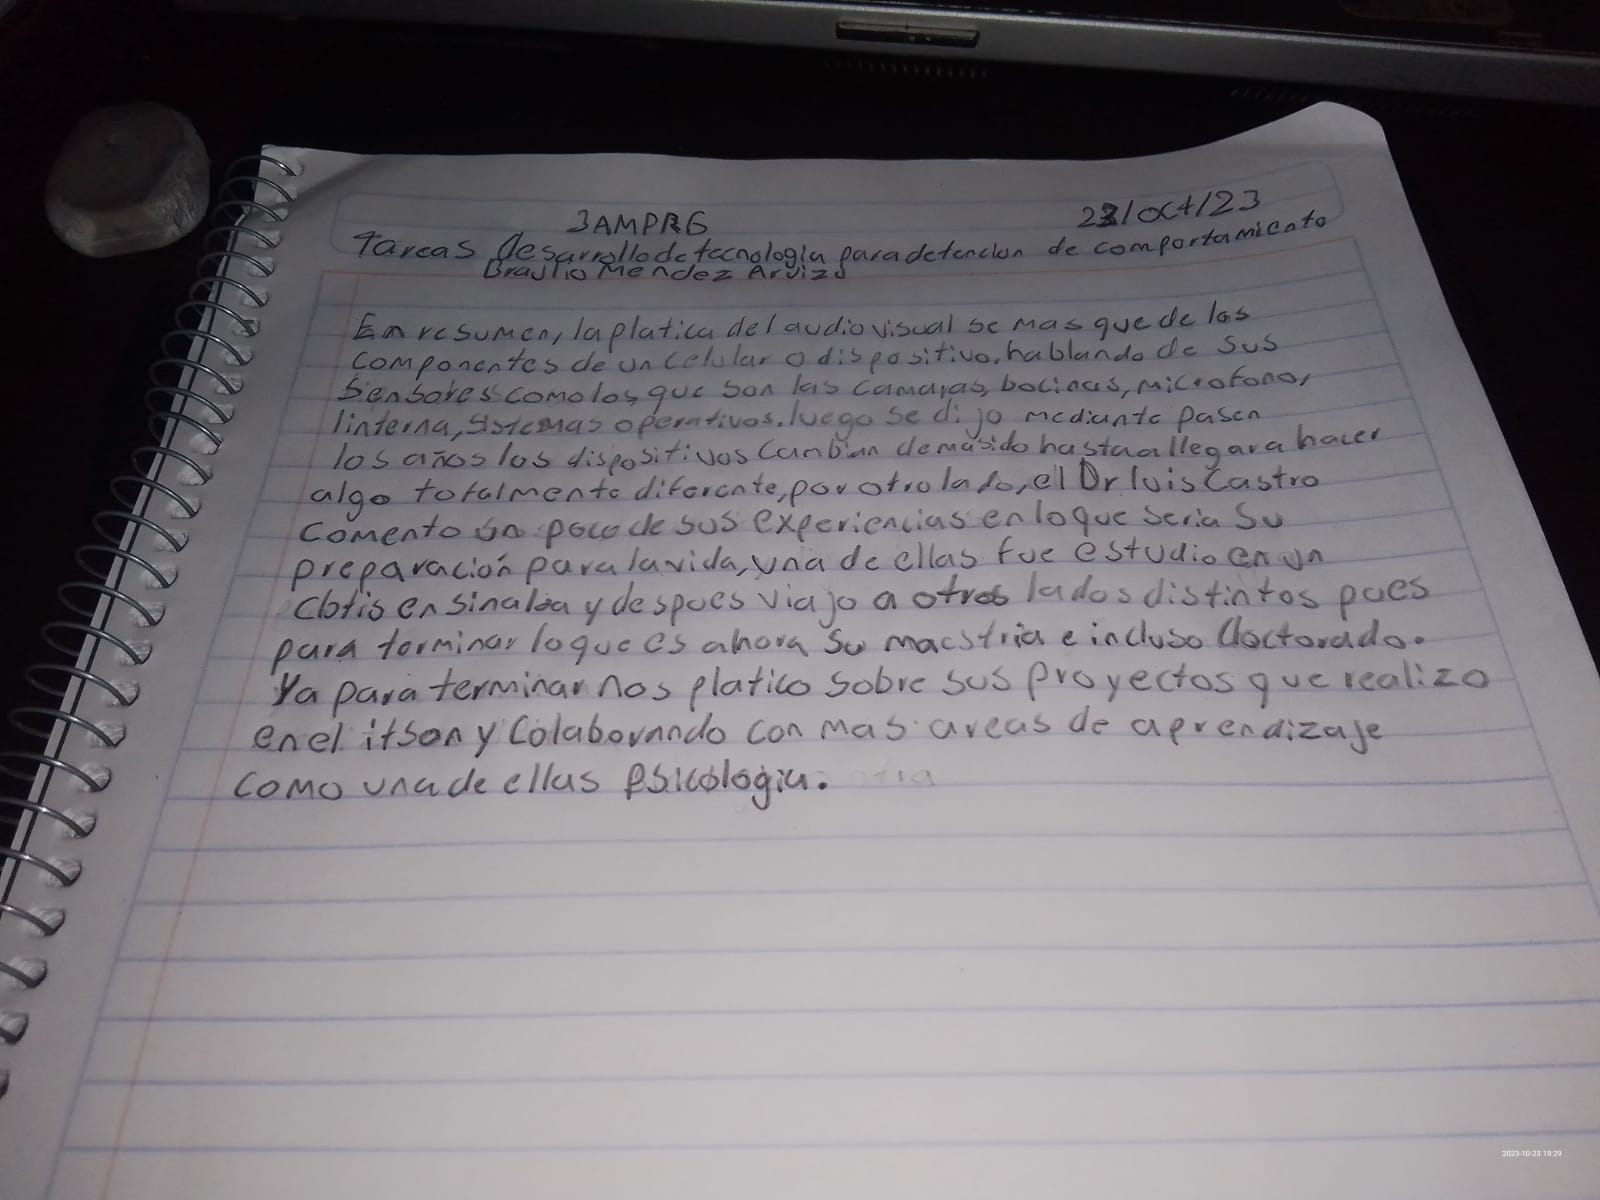 3AMPRG 23/oct/23
Tareas Desarrollo de tecnologia para detencion de comportamiento
Braulio Mendez Arvizu
En resumen, la platica del audiovisual se mas que de los
componentes de un celular o dispositivo, hablando de sus
Sensores como los que son las camaras, bocinas, microfono,
linterna, sistemas operativos. luego se dijo mediante pasen
los años los dispositivos cambian demasido hasta allegar a hacer
algo totalmente diferente, por otro lado, el Dr luis Castro
Comento un poco de sus experiencias en lo que seria su
preparación para la vida, una de ellas fue estudio en un
Cbtis en Sinaloa y despues viajo a otros lados distintos pues
para terminar lo que es ahora su maestria e incluso doctorado.
Ya para terminar nos platico sobre sus proyectos que realizo
en el itson y Colaborando con mas areas de aprendizaje
como una de ellas psicologia.
2023-10-23 19:29